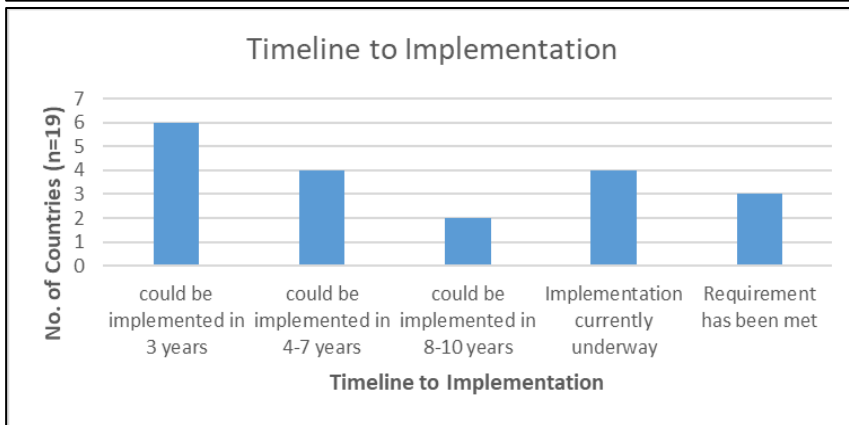 Timeline to Implementation
No. of Countries (n=19)
7
6
5
4
3
2
1
0
could be implemented in 3 years
could be implemented in 4-7 years
could be implemented in 8-10 years
Implementation currently underway
Requirement has been met
Timeline to Implementation